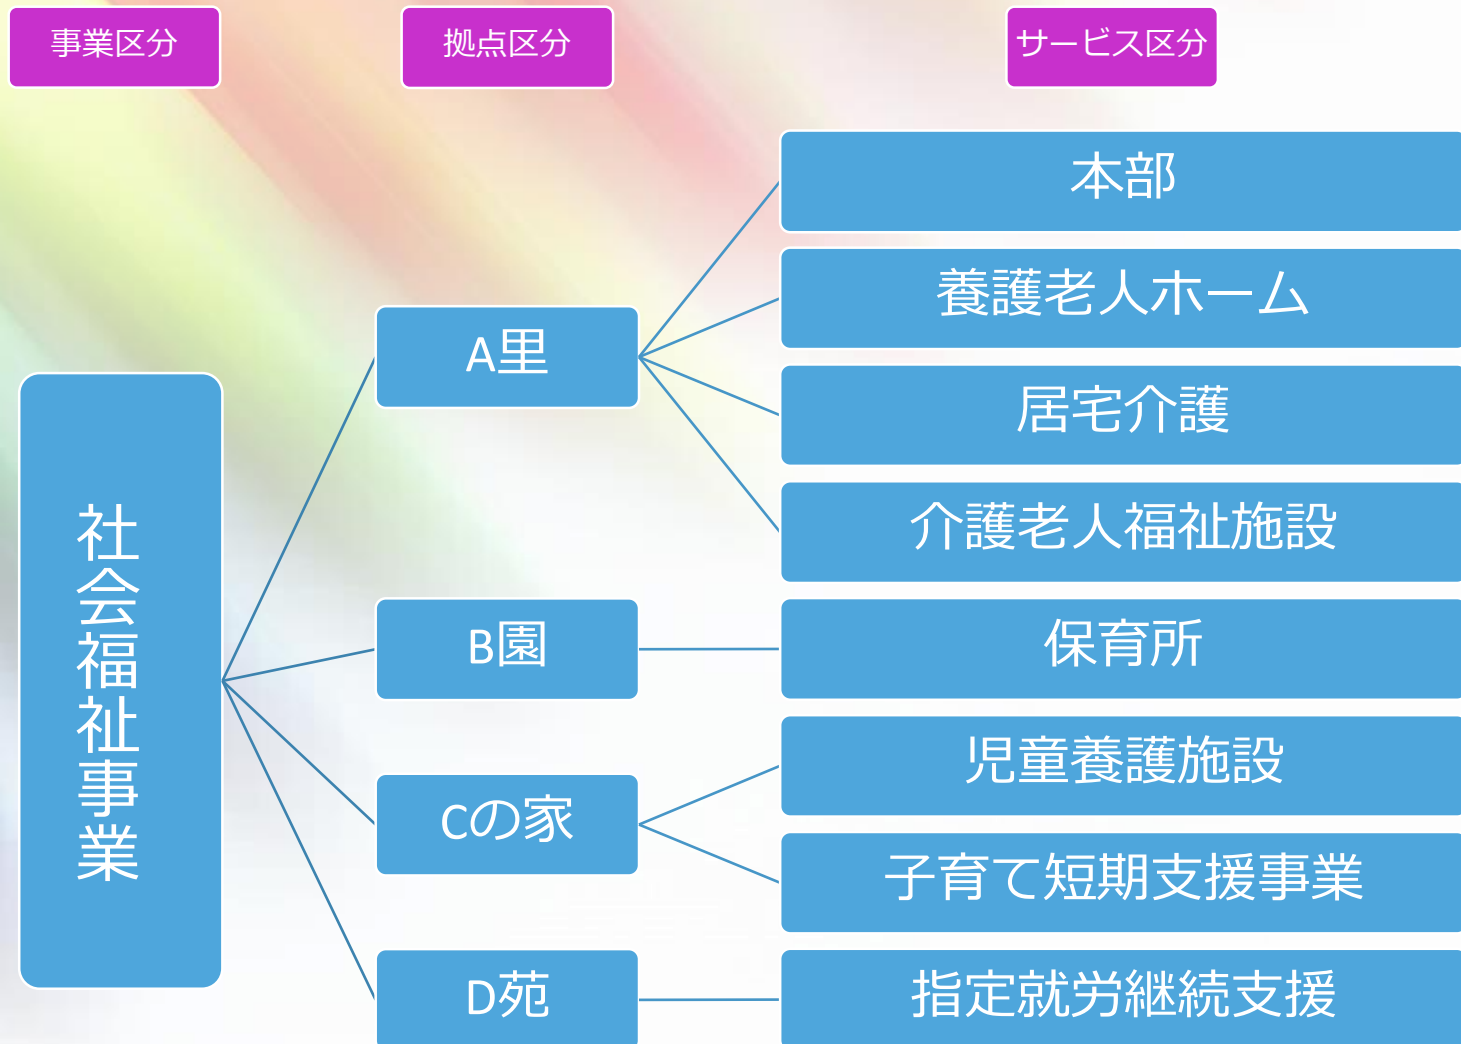 事業区分
拠点区分
サービス区分
社会福祉事業
A里
本部
養護老人ホーム
居宅介護
介護老人福祉施設
B園
保育所
Cの家
児童養護施設
子育て短期支援事業
D苑
指定就労継続支援